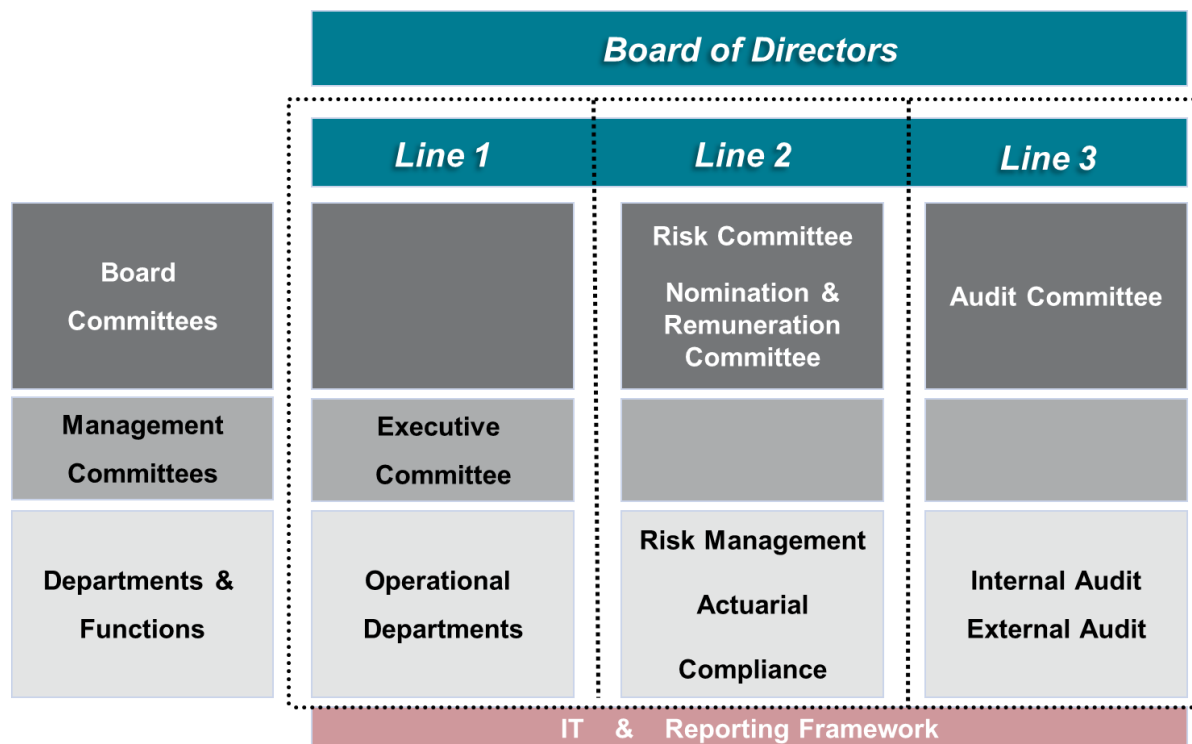 Board of Directors
Line 1
Line 2
Line 3
Board
Committees
Risk Committee
Nomination &
Remuneration
Committee
Audit Committee
Management
Committees
Executive
Committee
Departments &
Functions
Operational
Departments
Risk Management
Actuarial
Compliance
Internal Audit
External Audit
IT & Reporting Framework